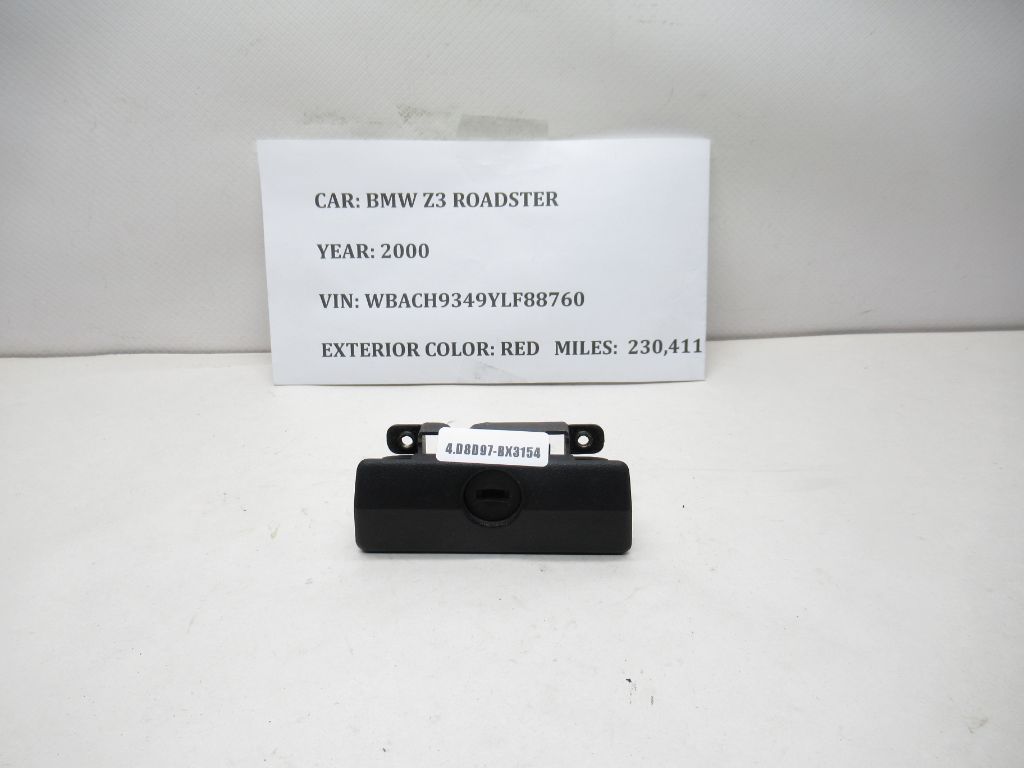 CAR: BMW Z3 ROADSTER
YEAR: 2000
VIN: WBACH9349YLF88760
EXTERIOR COLOR: RED MILES: 230,411
4.D8D97-BX3154